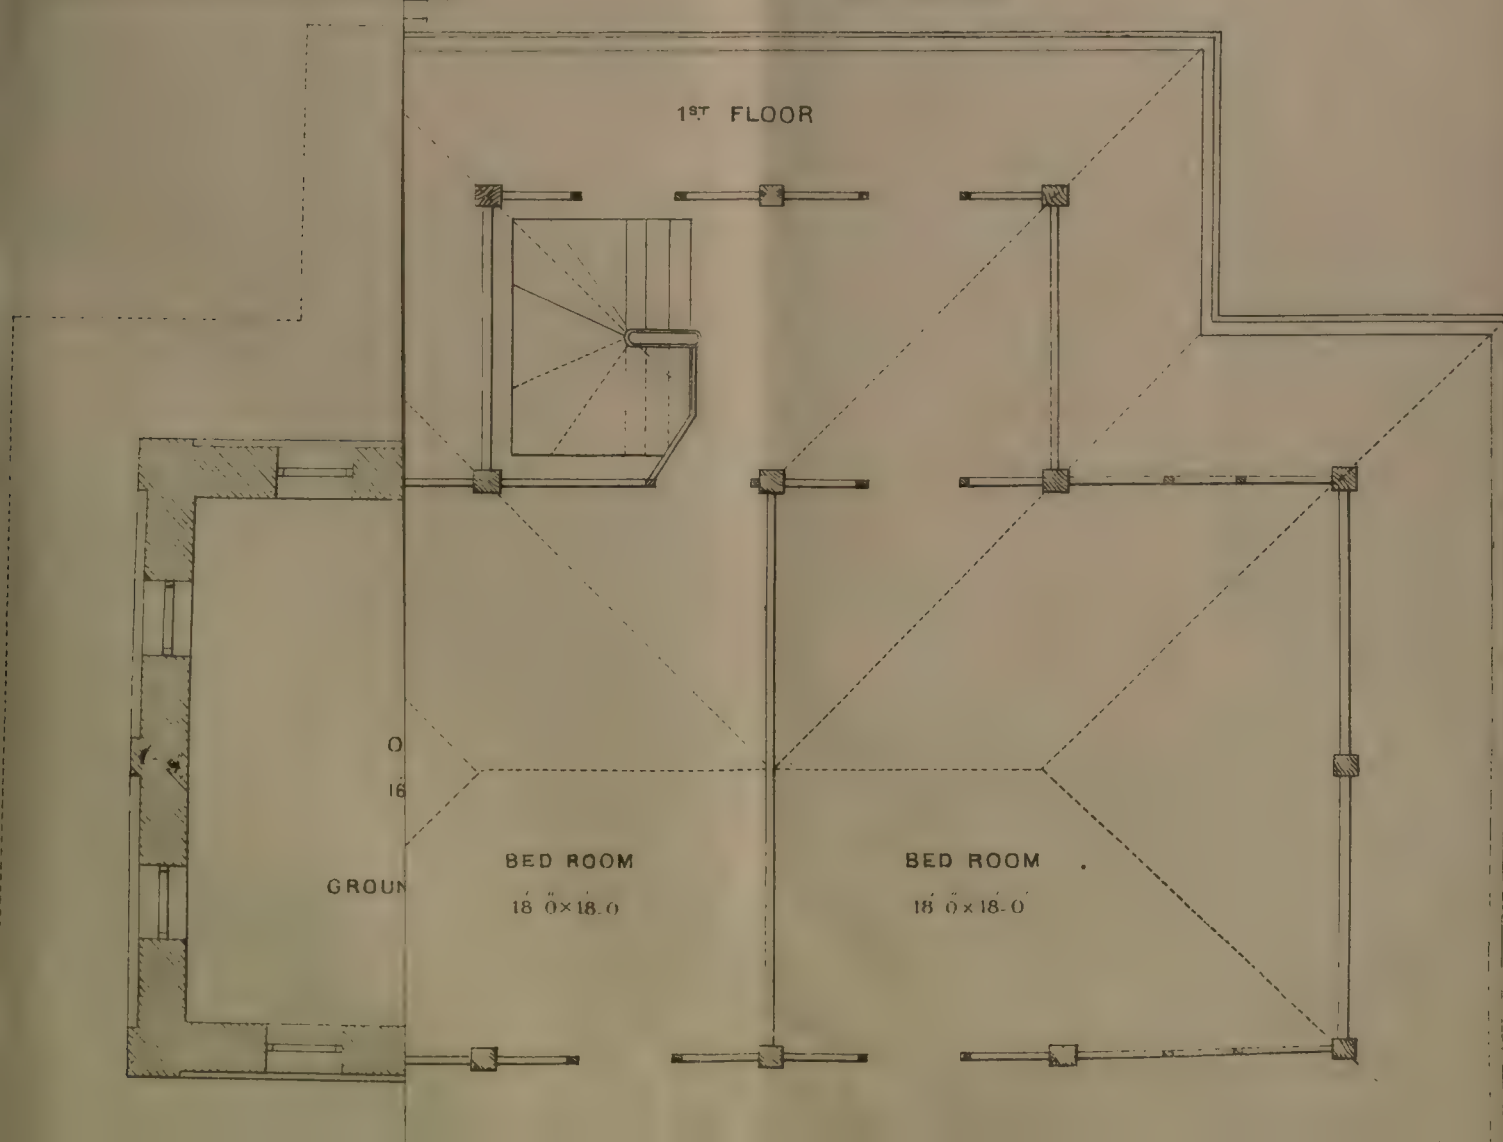 1ST FLOOR
O
16
GROUN
BED ROOM
18′ 0″×18.0
BED ROOM
18′ 0″×18-0′